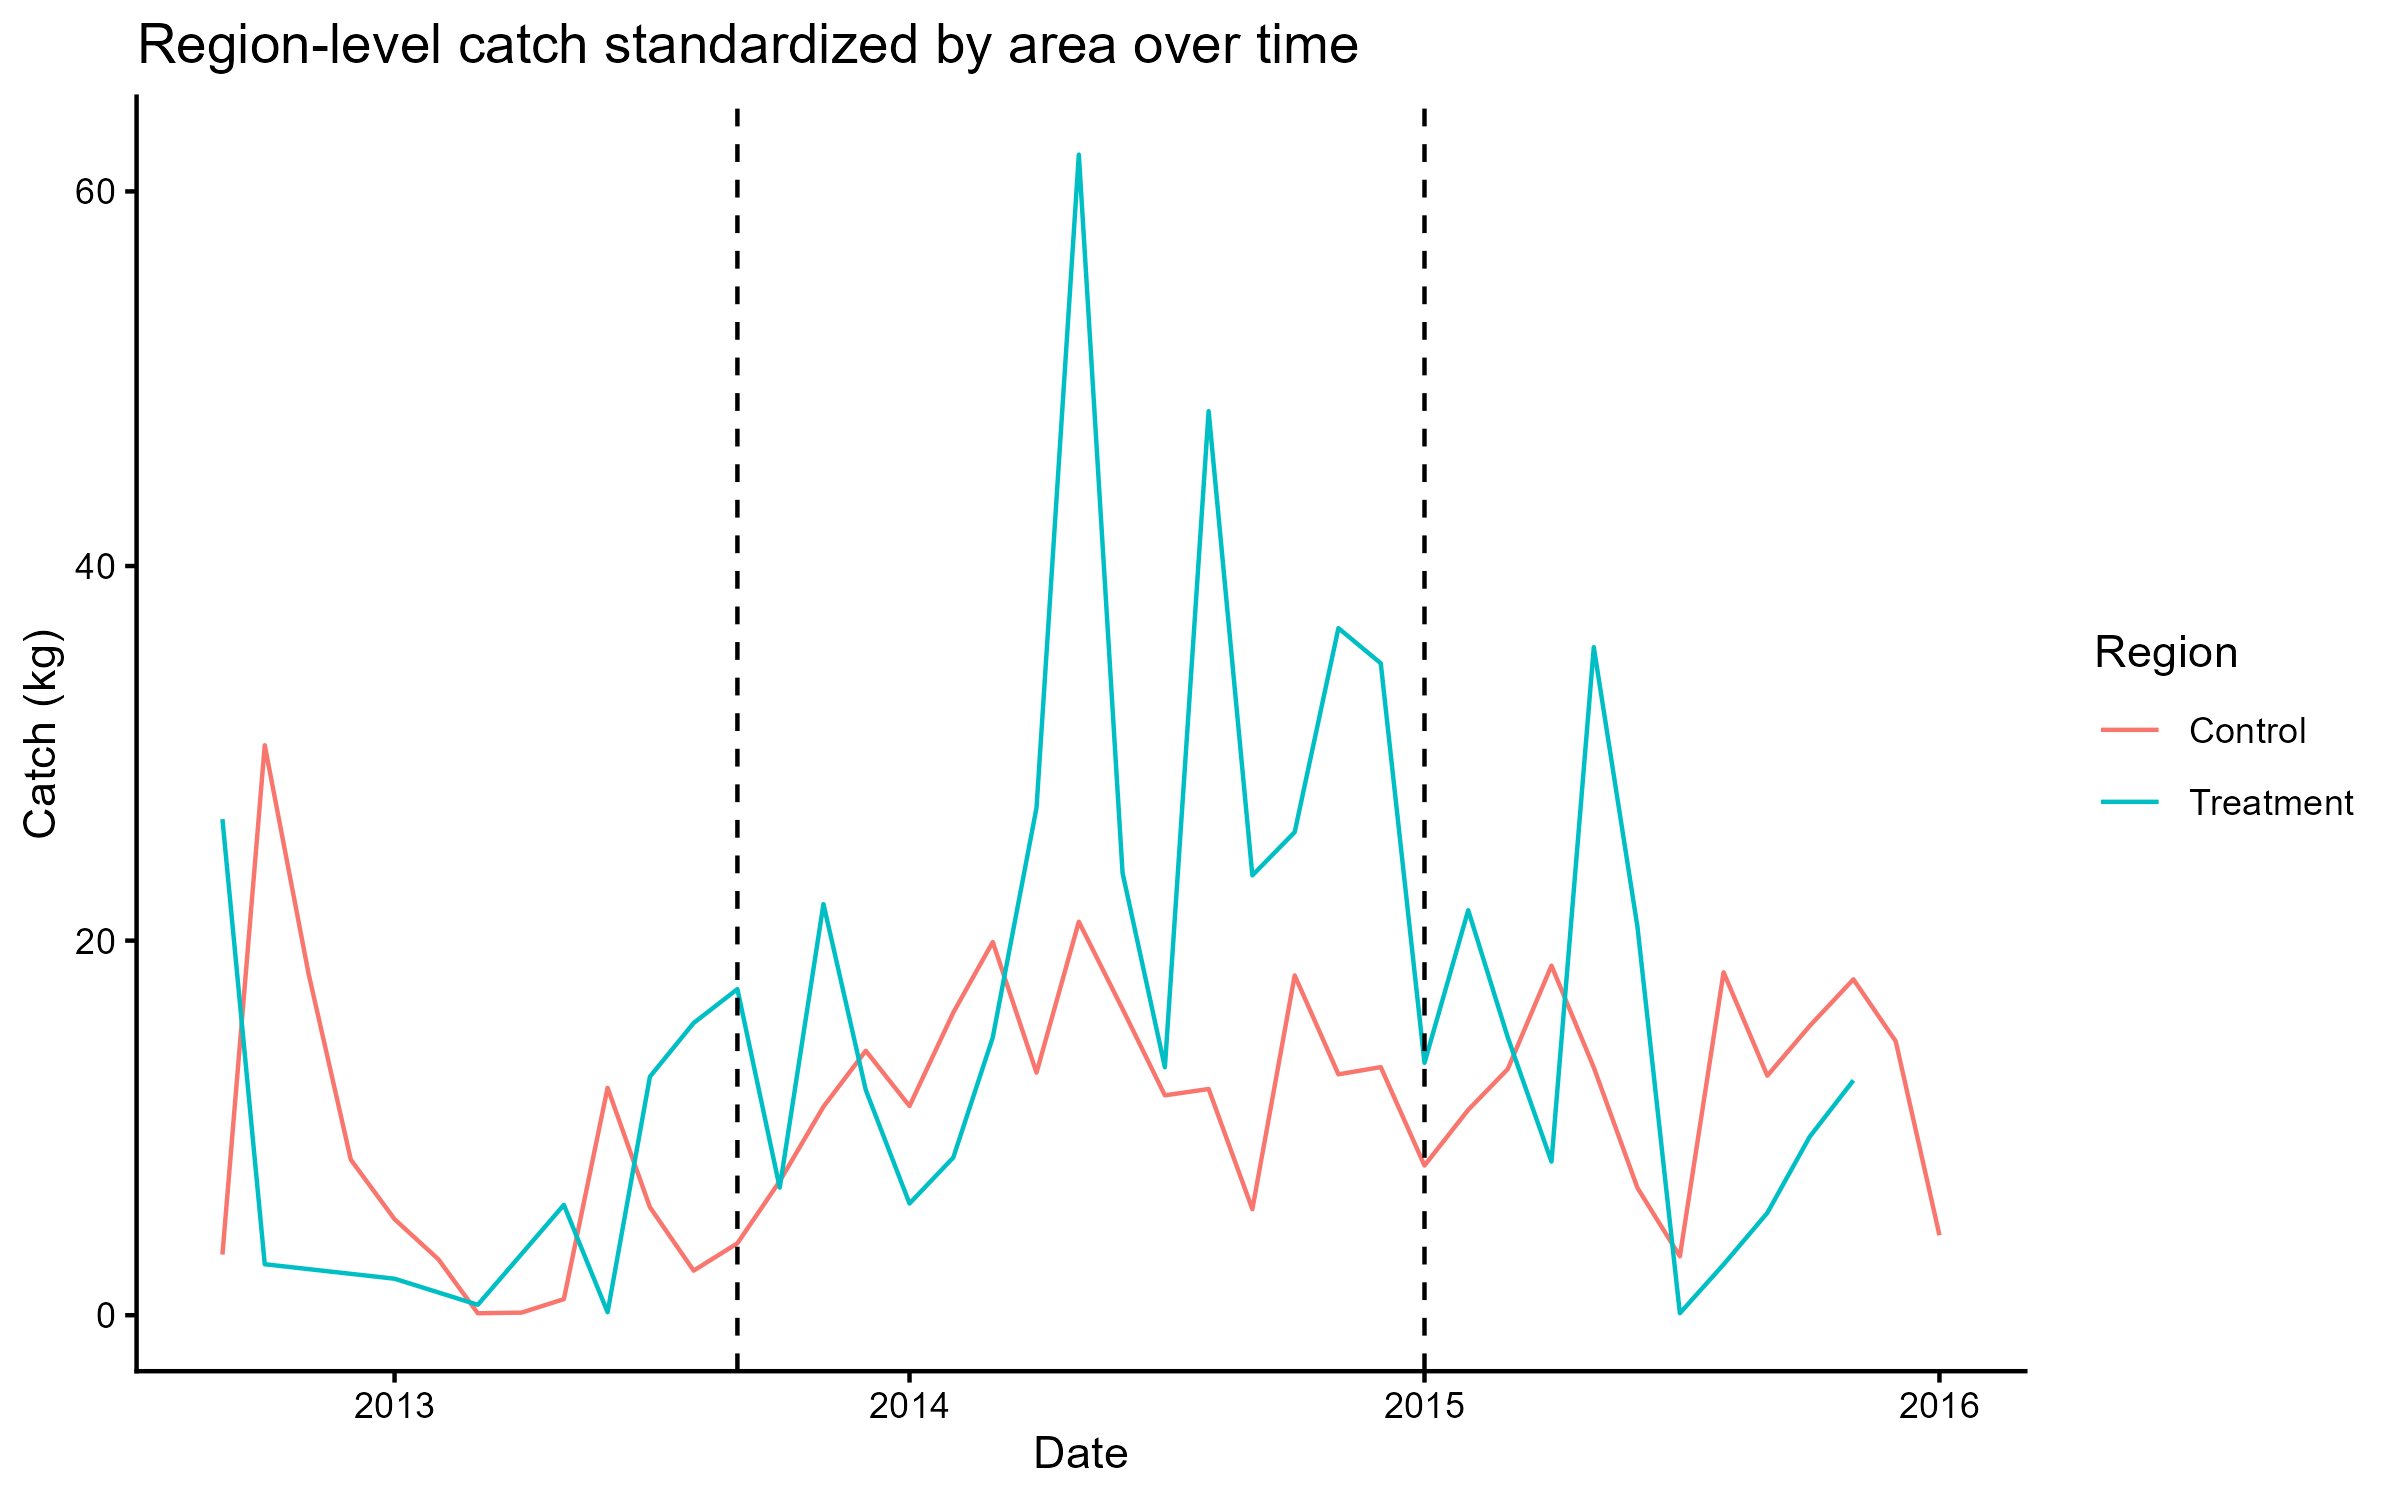 Region-level catch standardized by area over time
Catch (kg)
60
40
20
0
2013
2014
2015
2016
Date
Region
Control
Treatment